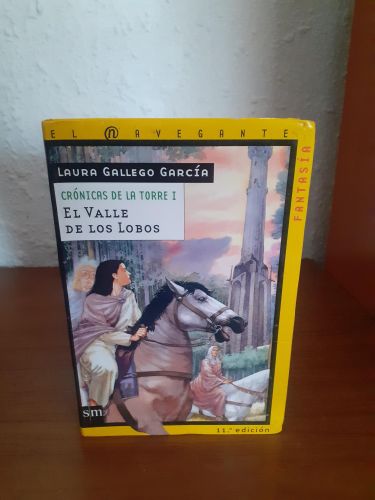 EL NAVEGANTE
FANTASÍA
LAURA GALLEGO GARCÍA
CRÓNICAS DE LA TORRE I
EL VALLE
DE LOS LOBOS
sm
11.ª edición